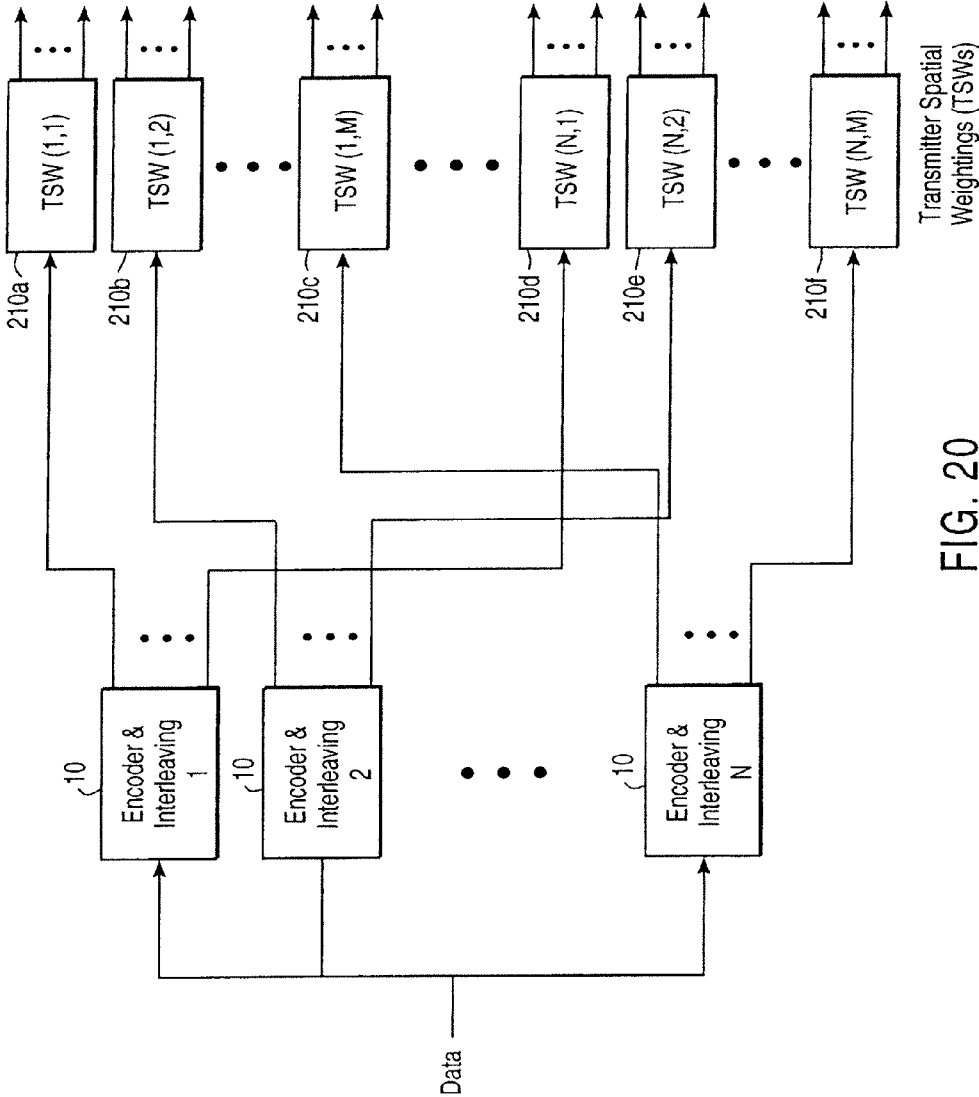 Data
10
Encoder &
Interleaving
1
10
Encoder &
Interleaving
2
10
Encoder &
Interleaving
N
210a
TSW (1,1)
210b
TSW (1,2)
210c
TSW (1,M)
210d
TSW (N,1)
210e
TSW (N,2)
210f
TSW (N,M)
Transmitter Spatial
Weightings (TSWs)
FIG. 20